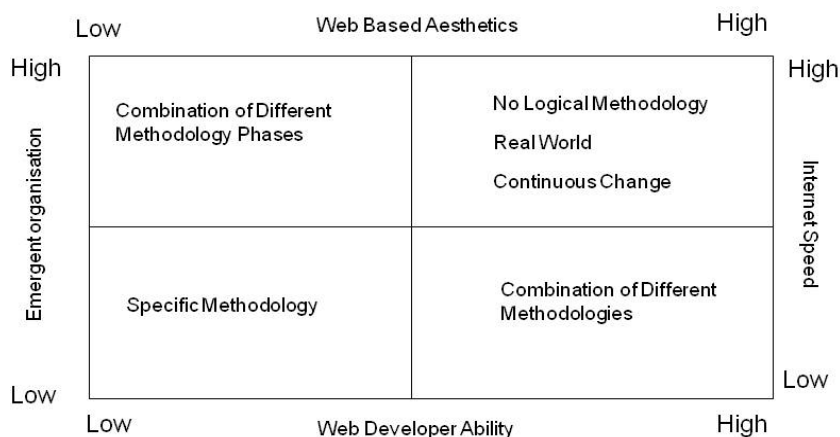 Low Web Based Aesthetics High
High High
Combination of Different
Methodology Phases
No Logical Methodology
Real World
Continuous Change
Emergent organisation
Internet Speed
Specific Methodology
Combination of Different
Methodologies
Low Low
Low Web Developer Ability High